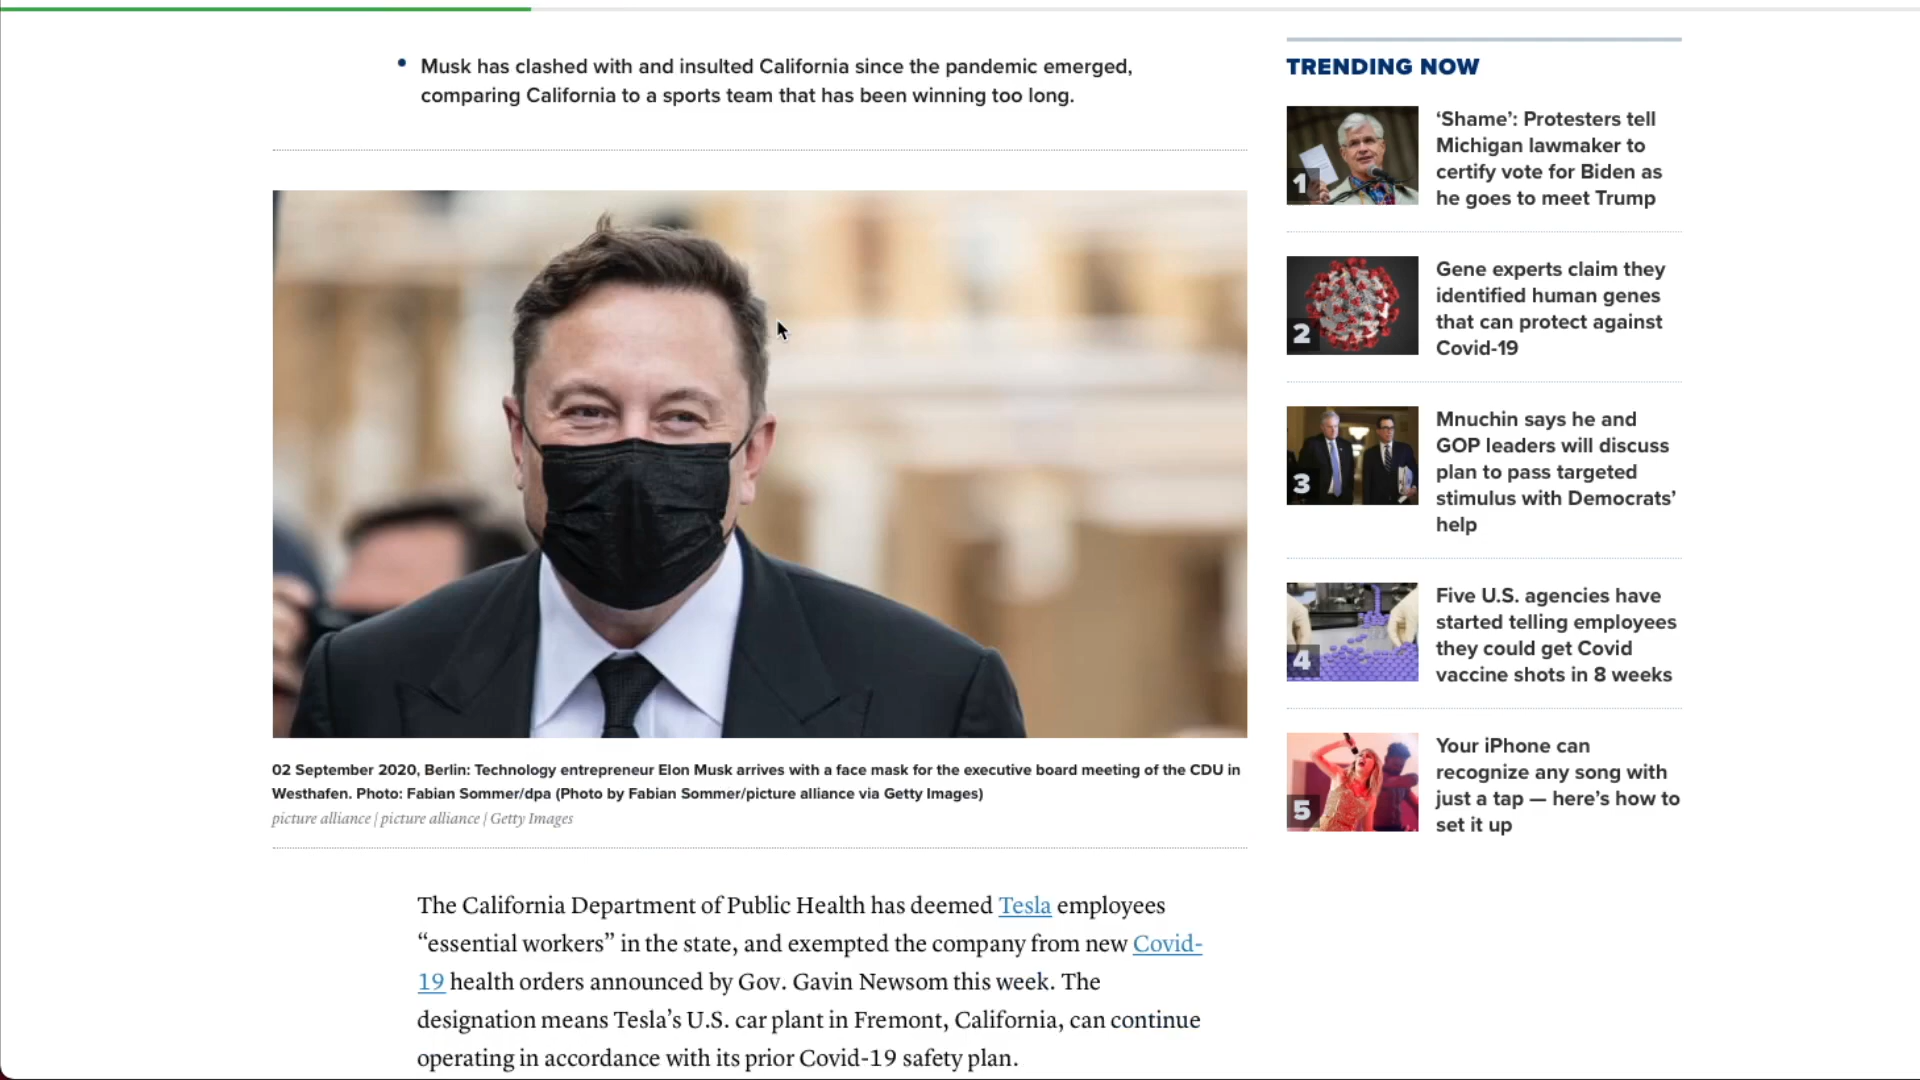 Musk has clashed with and insulted California since the pandemic emerged,
comparing California to a sports team that has been winning too long.
02 September 2020, Berlin: Technology entrepreneur Elon Musk arrives with a face mask for the executive board meeting of the CDU in
Westhafen. Photo: Fabian Sommer/dpa (Photo by Fabian Sommer/picture alliance via Getty Images)
picture alliance | picture alliance | Getty Images
The California Department of Public Health has deemed Tesla employees
“essential workers” in the state, and exempted the company from new Covid-
19 health orders announced by Gov. Gavin Newsom this week. The
designation means Tesla’s U.S. car plant in Fremont, California, can continue
operating in accordance with its prior Covid-19 safety plan.
TRENDING NOW
1
‘Shame’: Protesters tell
Michigan lawmaker to
certify vote for Biden as
he goes to meet Trump
2
Gene experts claim they
identified human genes
that can protect against
Covid-19
3
Mnuchin says he and
GOP leaders will discuss
plan to pass targeted
stimulus with Democrats’
help
4
Five U.S. agencies have
started telling employees
they could get Covid
vaccine shots in 8 weeks
5
Your iPhone can
recognize any song with
just a tap — here’s how to
set it up